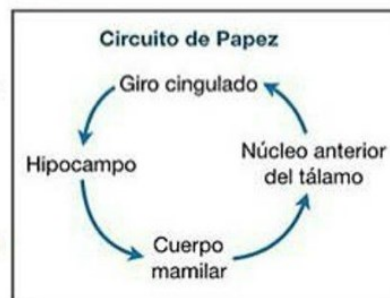 Circuito de Papez
Giro cingulado
Hipocampo
Núcleo anterior
del tálamo
Cuerpo
mamilar